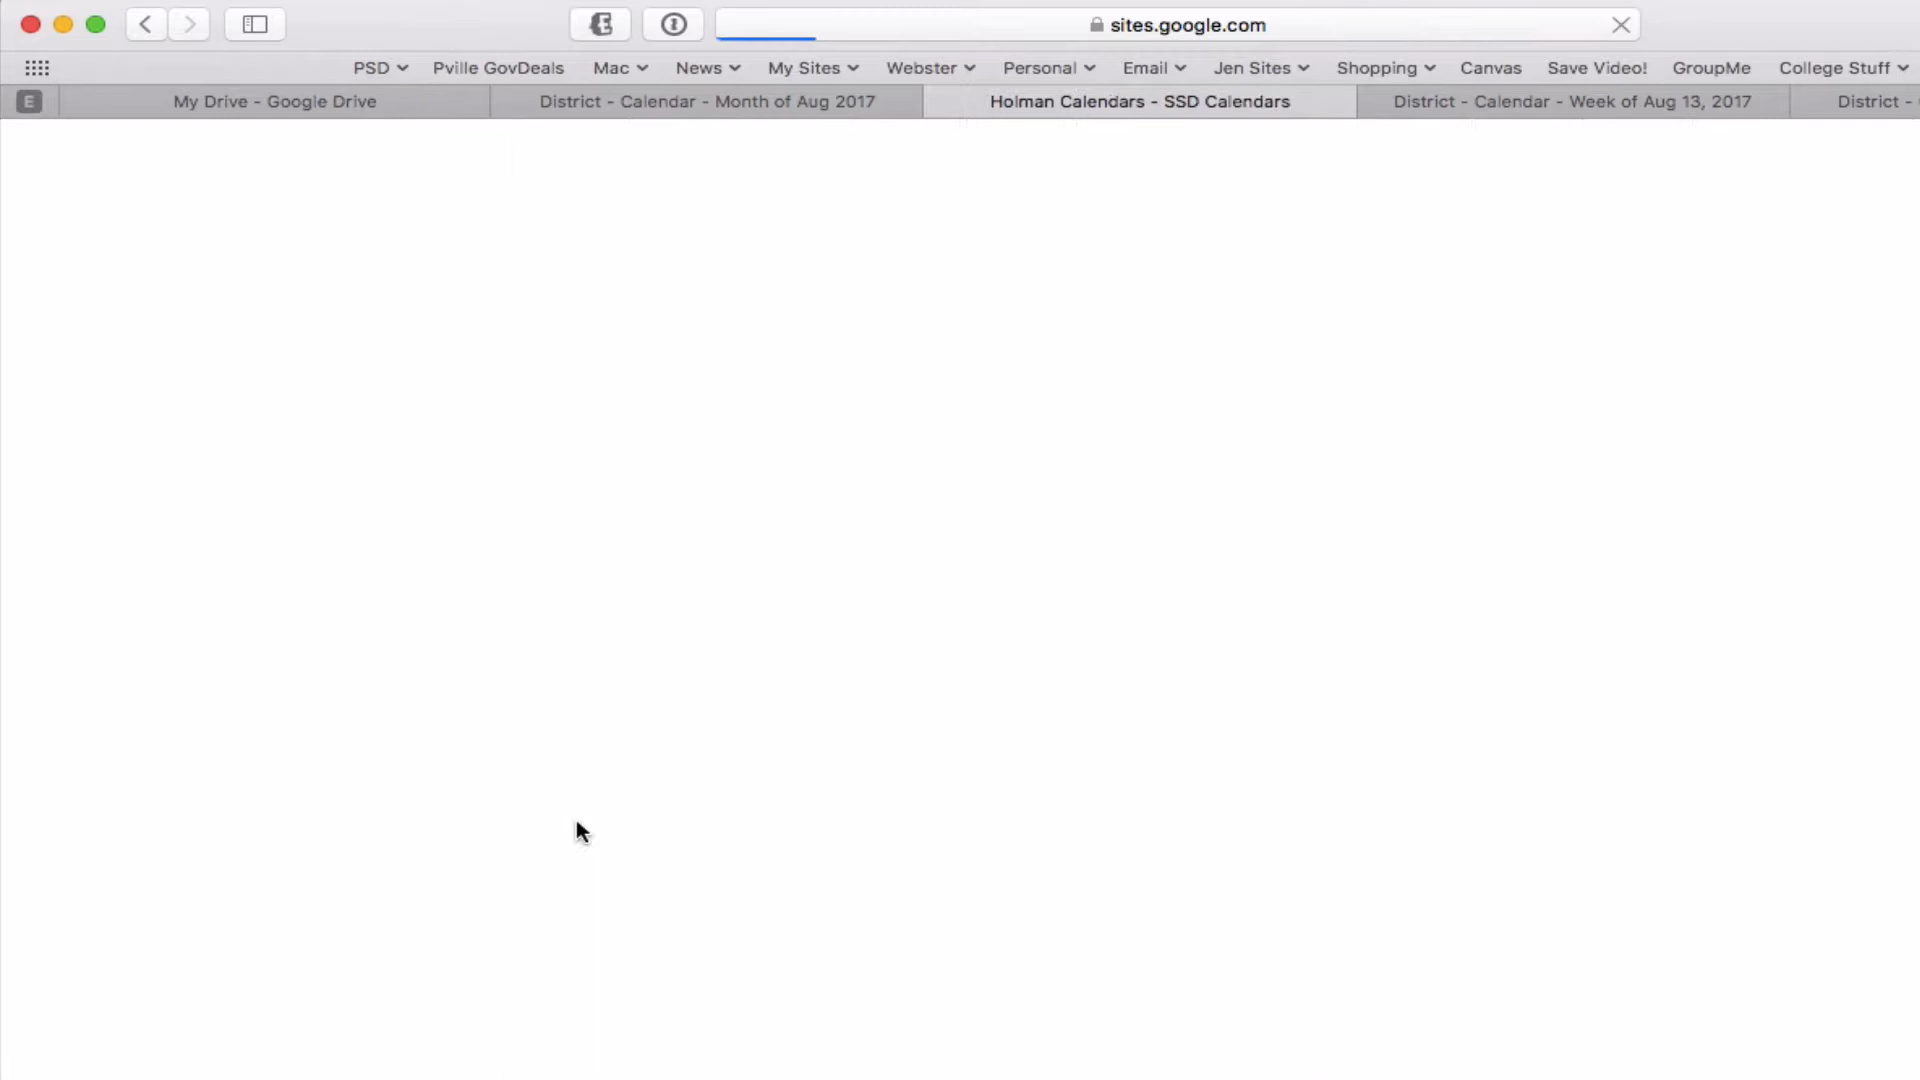 sites.google.com
PSD Pville GovDeals Mac News My Sites Webster Personal Email Jen Sites Shopping Canvas Save Video! GroupMe College Stuff
E My Drive - Google Drive District - Calendar - Month of Aug 2017 Holman Calendars - SSD Calendars District - Calendar - Week of Aug 13, 2017 District -